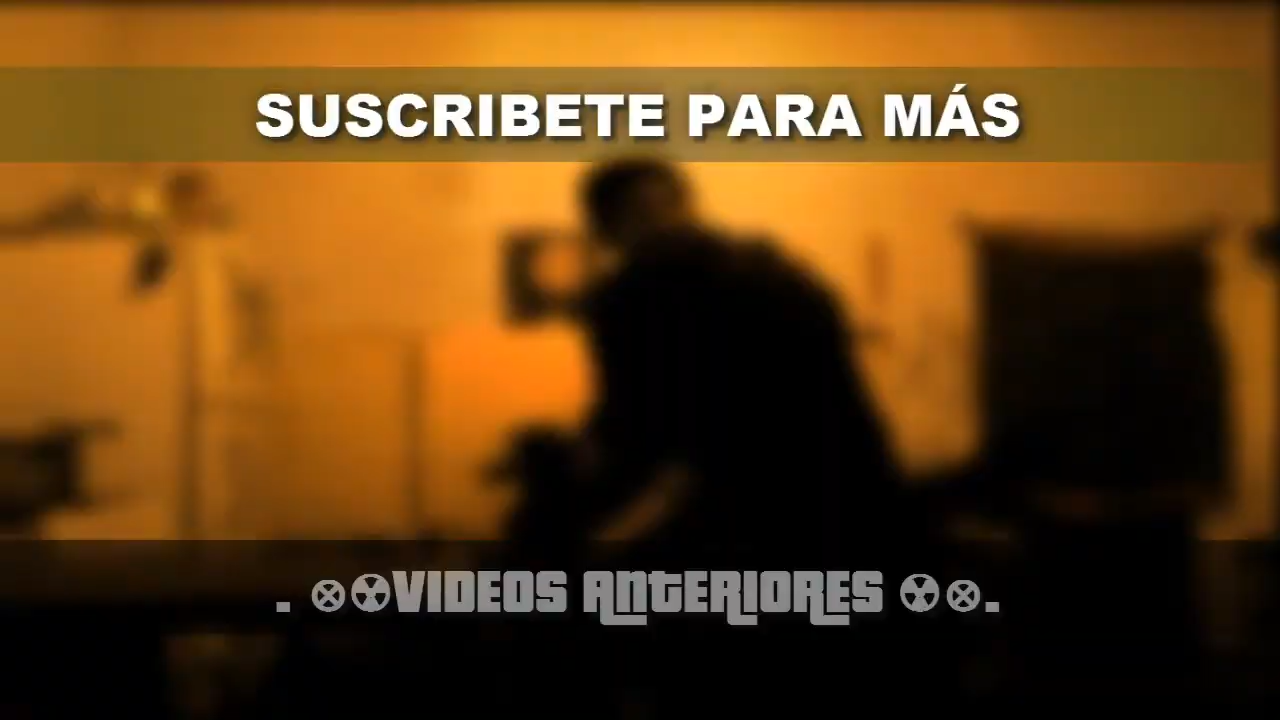 SUSCRIBETE PARA MÁS
. ⊗☢VIDEOS ANTERIORES ☢⊗.